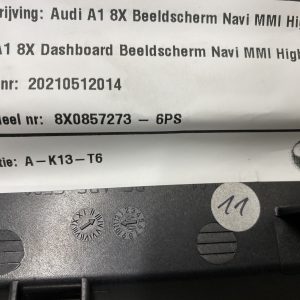 rijving: Audi A1 8X Beeldscherm Navi MMI Hig
A1 8X Dashboard Beeldscherm Navi MMI High
nr: 20210512014
eel nr: 8X0857273 – 6PS
tie: A–K13–T6
11